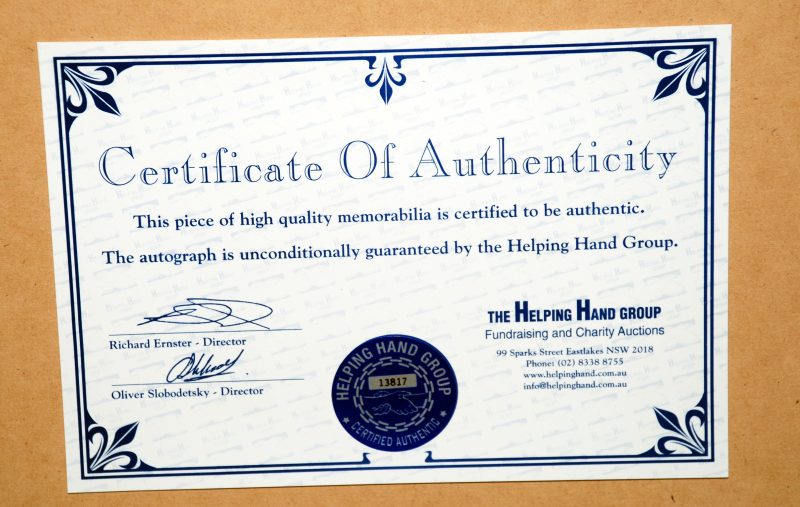 Certificate Of Authenticity
This piece of high quality memorabilia is certified to be authentic.
The autograph is unconditionally guaranteed by the Helping Hand Group.
Richard Ernster - Director
Oliver Slobodetsky - Director
HELPING HAND GROUP
13817
★ CERTIFIED AUTHENTIC ★
THE HELPING HAND GROUP
Fundraising and Charity Auctions
99 Sparks Street Eastlakes NSW 2018
Phone: (02) 8338 8755
www.helpinghand.com.au
info@helpinghand.com.au